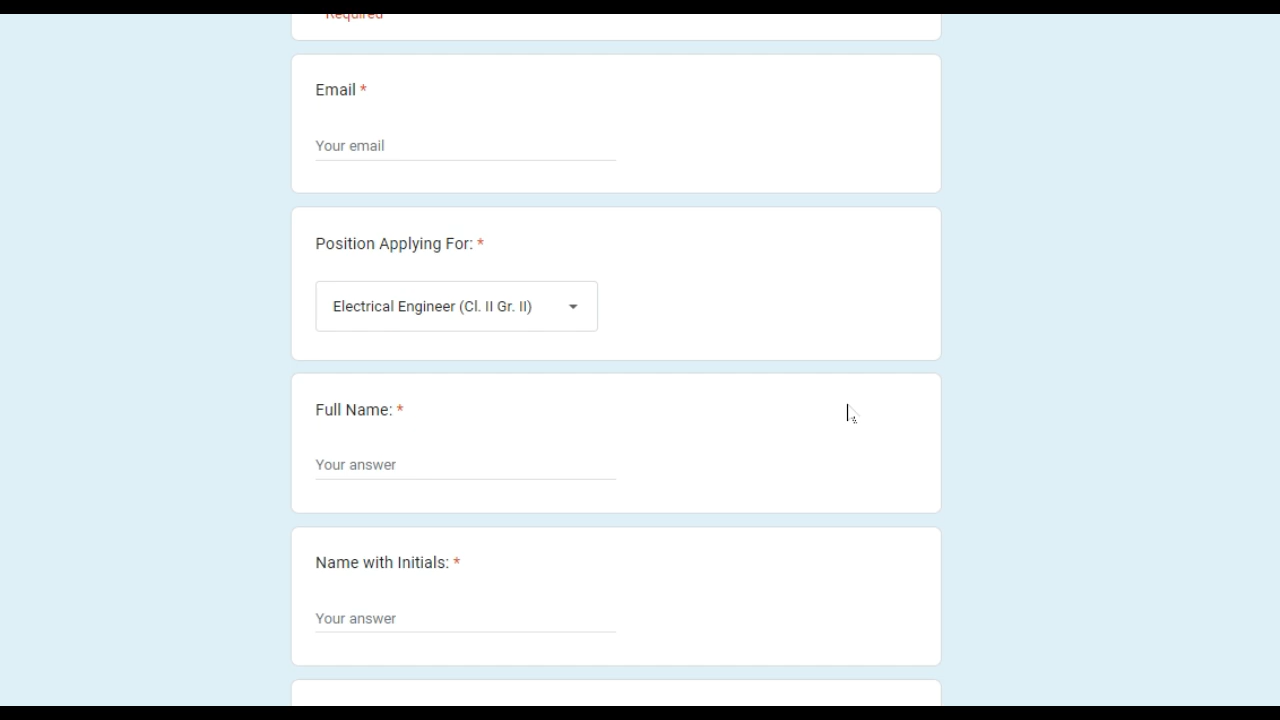 Required
Email *
Your email
Position Applying For: *
Electrical Engineer (Cl. II Gr. II)
Full Name: *
Your answer
Name with Initials: *
Your answer